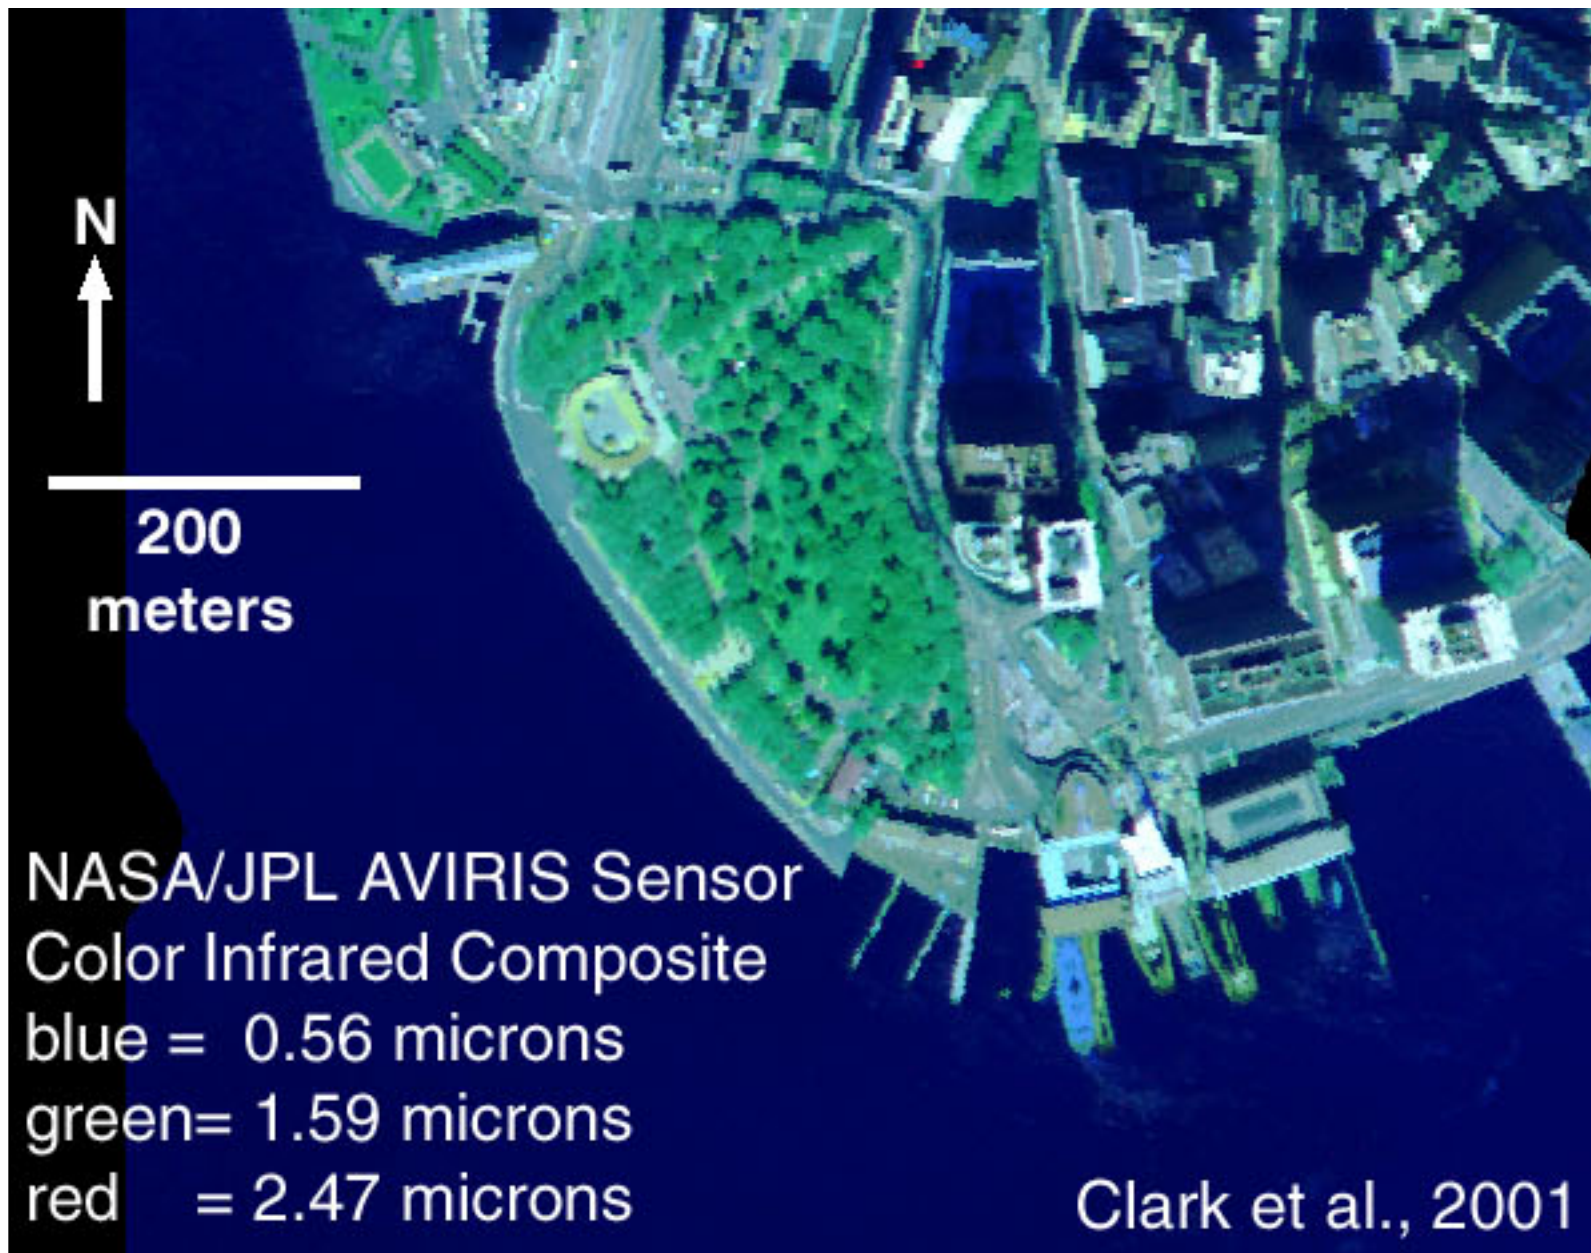 N
200
meters
NASA/JPL AVIRIS Sensor
Color Infrared Composite
blue = 0.56 microns
green= 1.59 microns
red = 2.47 microns
Clark et al., 2001